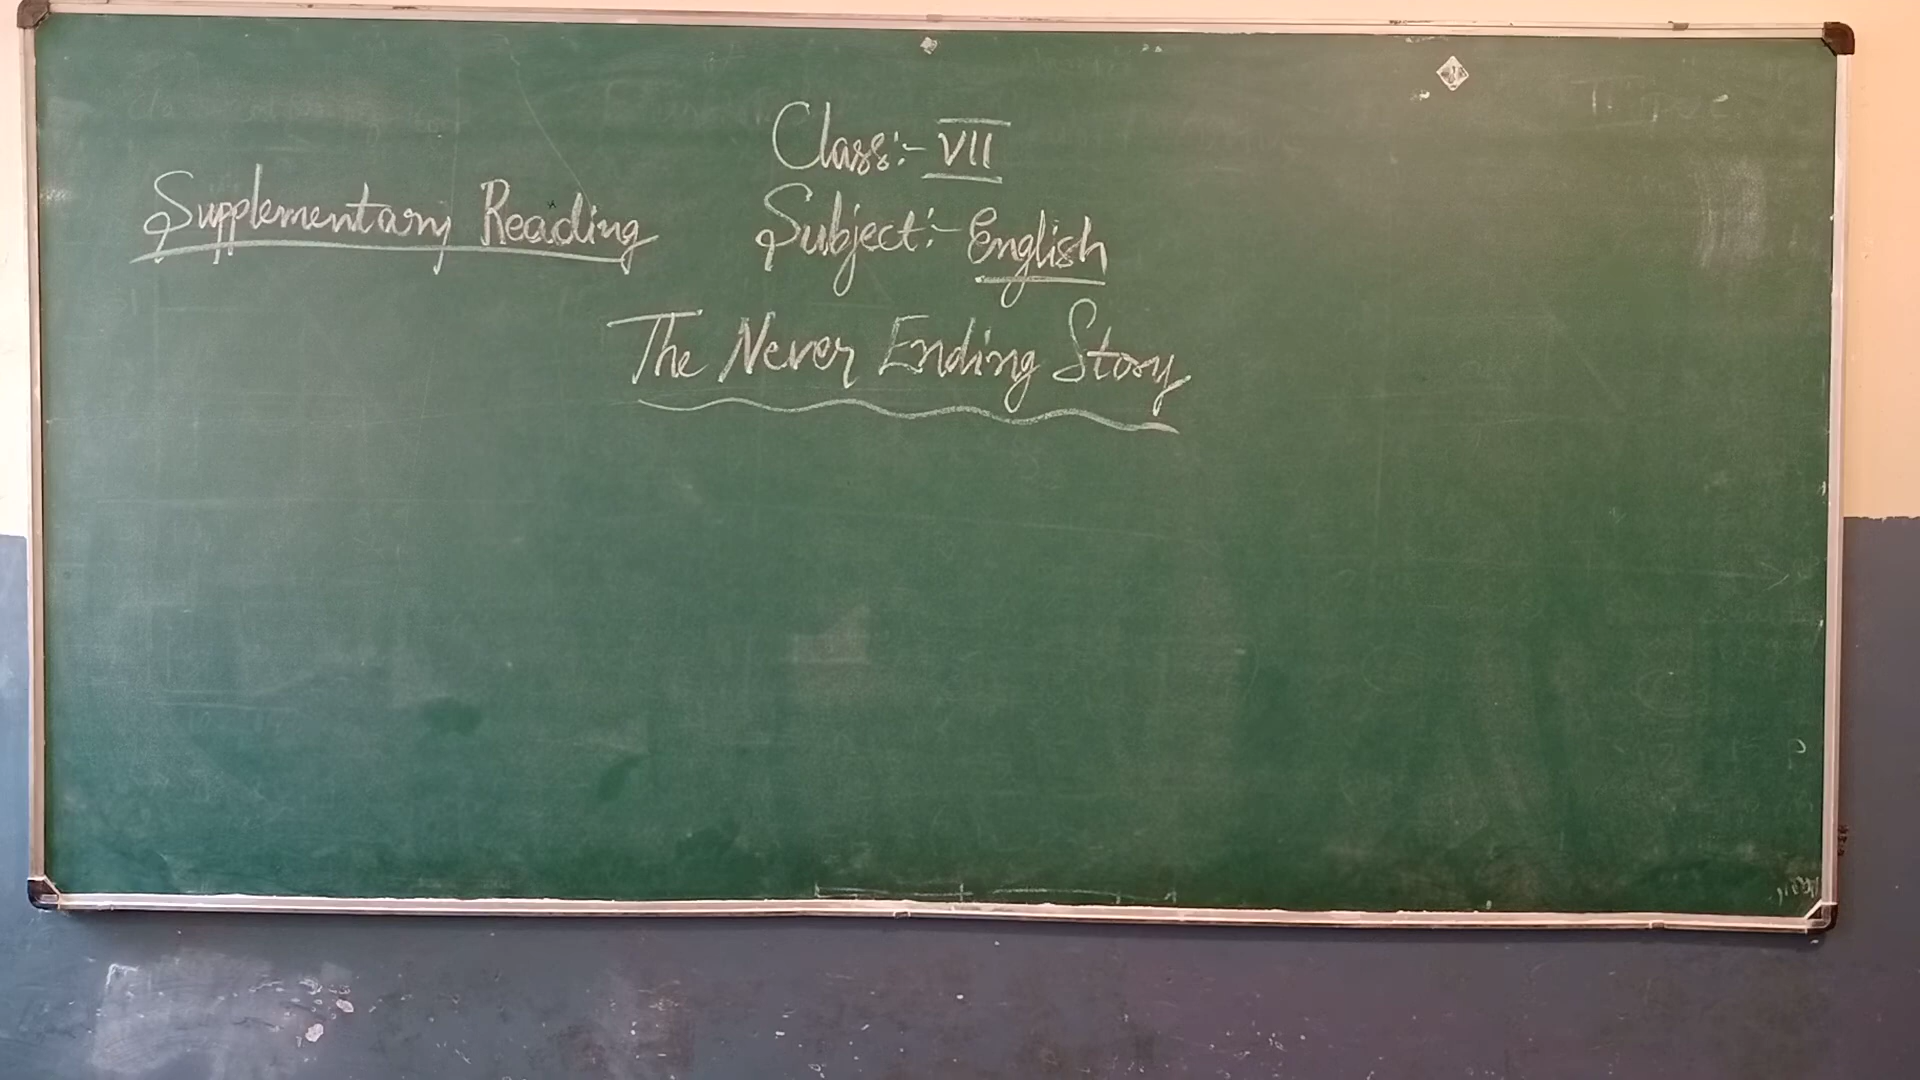 Class:- VII
Supplementary Reading
Subject:- English
The Never Ending Story